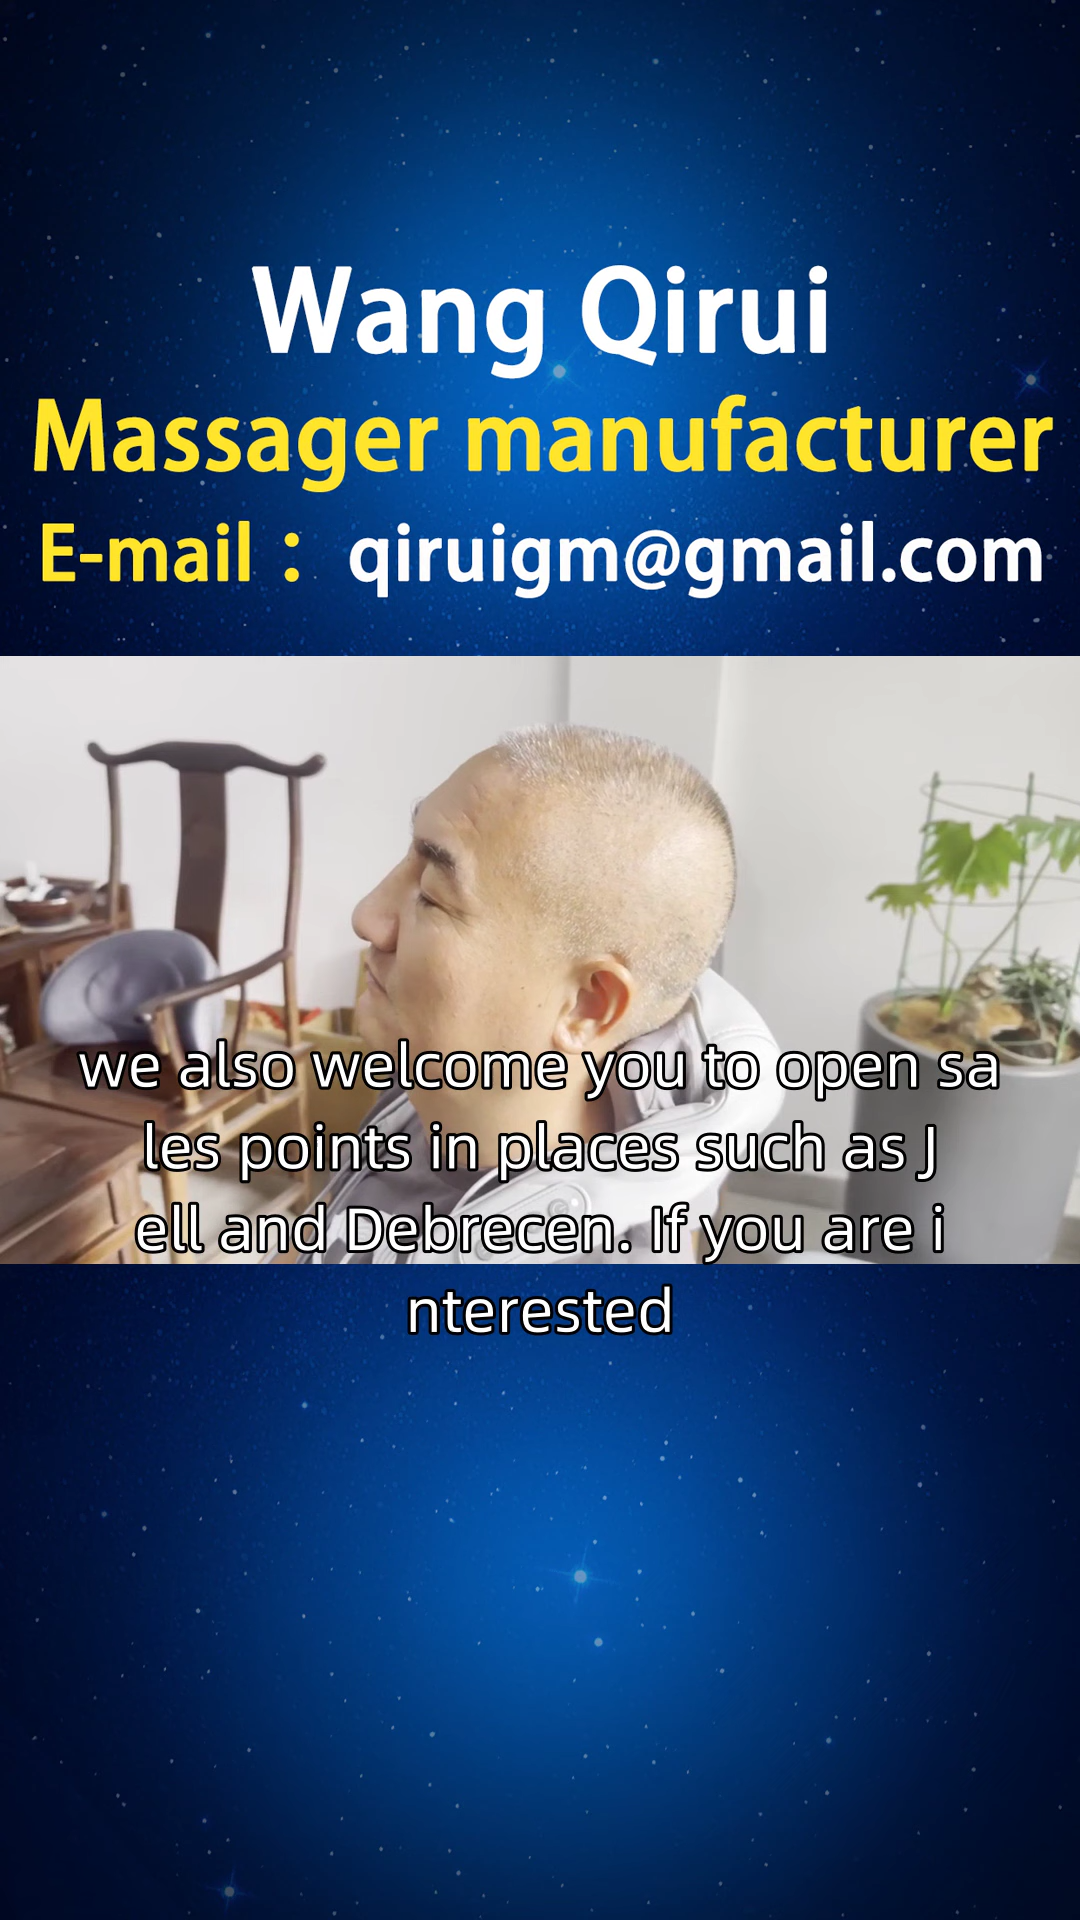 Wang Qirui
Massager manufacturer
E-mail： qiruigm@gmail.com
we also welcome you to open sa
les points in places such as J
ell and Debrecen. If you are i
nterested